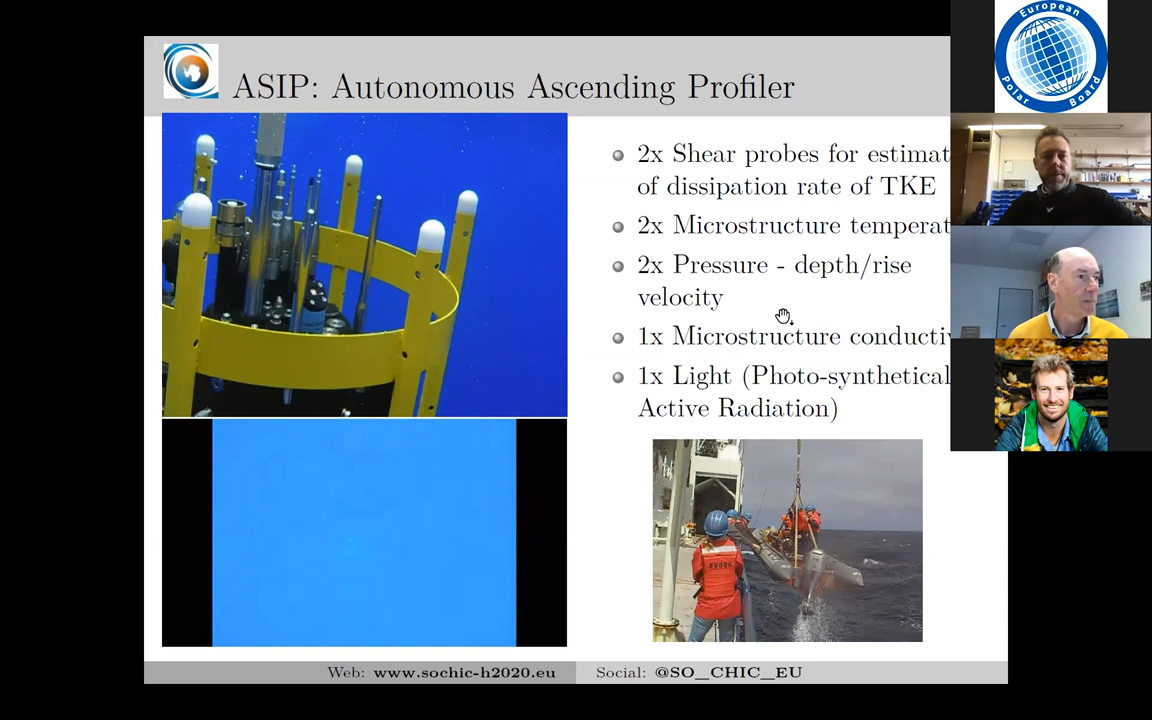 ASIP: Autonomous Ascending Profiler
2x Shear probes for estimat
of dissipation rate of TKE
2x Microstructure temperat
2x Pressure - depth/rise
velocity
1x Microstructure conductiv
1x Light (Photo-synthetical
Active Radiation)
Web: www.sochic-h2020.eu
Social: @SO_CHIC_EU
European
Polar Board